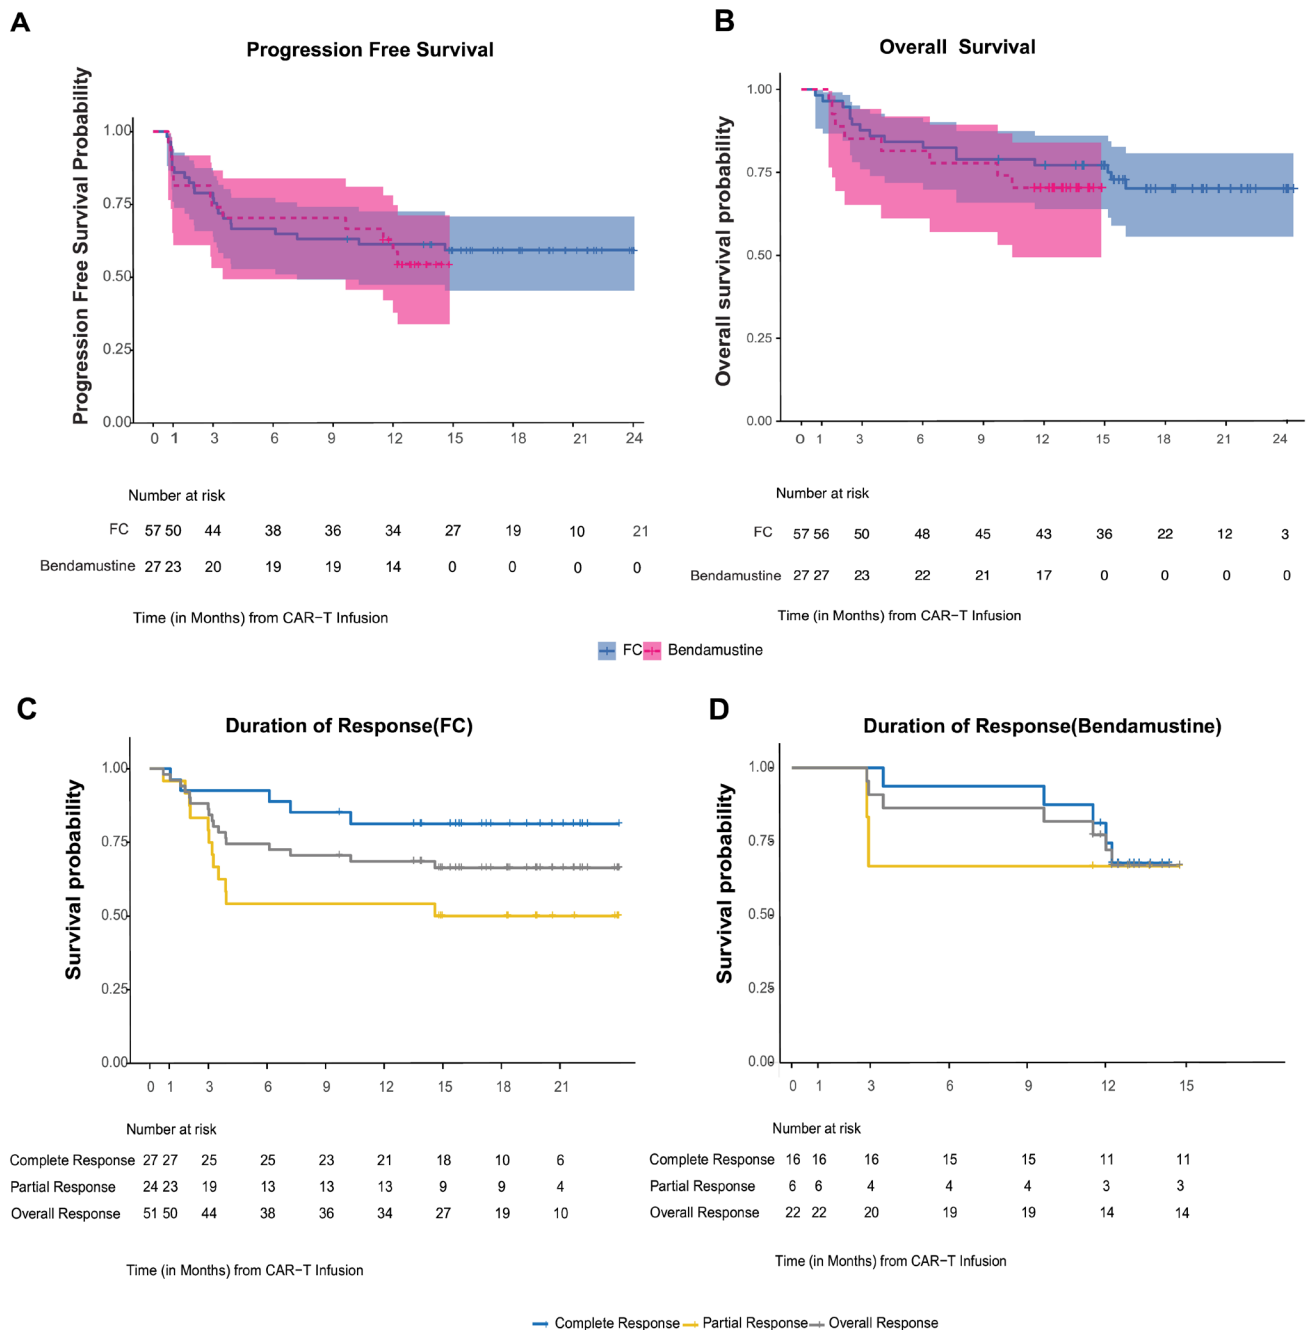 A
Progression Free Survival
Progression Free Survival Probability
1.00
0.75
0.50
0.25
0.00
0 1 3 6 9 12 15 18 21 24
Number at risk
FC 57 50 44 38 36 34 27 19 10 21
Bendamustine 27 23 20 19 19 14 0 0 0 0
Time (in Months) from CAR−T Infusion
B
Overall Survival
Overall survival probability
1.00
0.75
0.50
0.25
0.00
0 1 3 6 9 12 15 18 21 24
Number at risk
FC 57 56 50 48 45 43 36 22 12 3
Bendamustine 27 27 23 22 21 17 0 0 0 0
Time (in Months) from CAR−T Infusion
FC Bendamustine
C
Duration of Response(FC)
Survival probability
1.00
0.75
0.50
0.25
0.00
0 1 3 6 9 12 15 18 21
Number at risk
Complete Response 27 27 25 25 23 21 18 10 6
Partial Response 24 23 19 13 13 13 9 9 4
Overall Response 51 50 44 38 36 34 27 19 10
Time (in Months) from CAR−T Infusion
D
Duration of Response(Bendamustine)
Survival probability
1.00
0.75
0.50
0.25
0.00
0 1 3 6 9 12 15
Number at risk
Complete Response 16 16 16 15 15 11 11
Partial Response 6 6 4 4 4 3 3
Overall Response 22 22 20 19 19 14 14
Time (in Months) from CAR−T Infusion
Complete Response Partial Response Overall Response